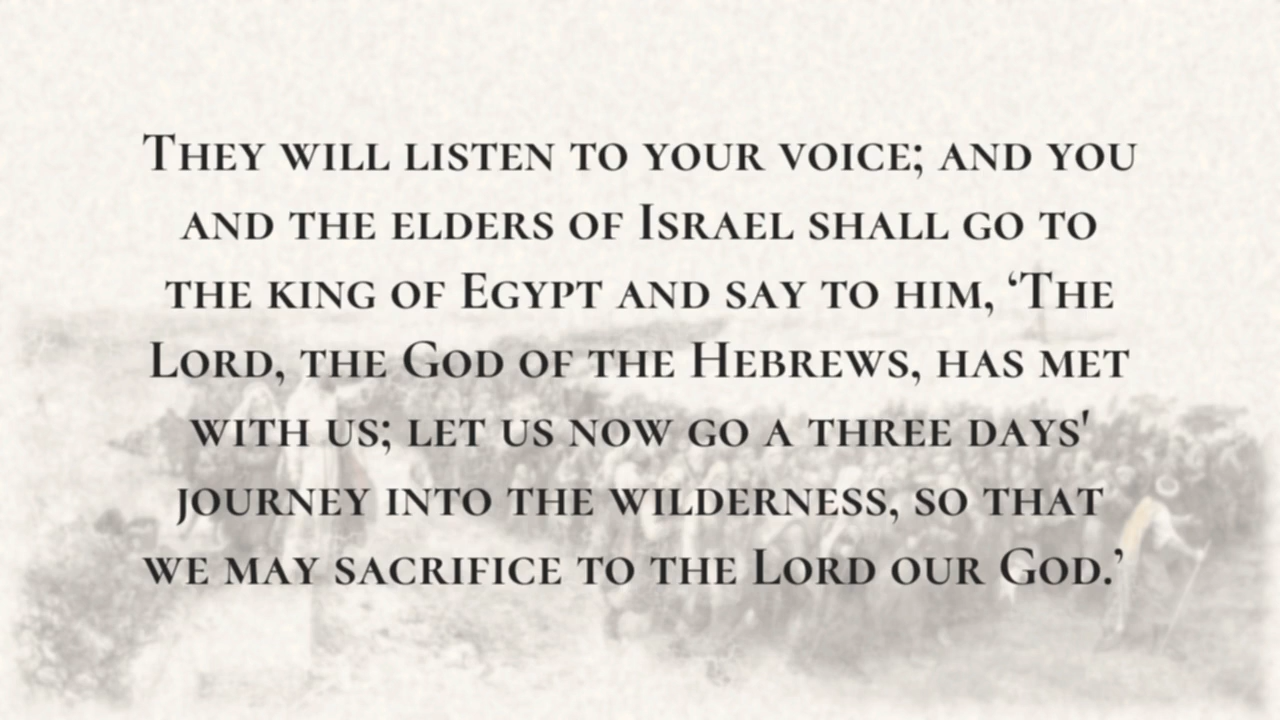 They will listen to your voice; and you
and the elders of Israel shall go to
the king of Egypt and say to him, ‘The
Lord, the God of the Hebrews, has met
with us; let us now go a three days'
journey into the wilderness, so that
we may sacrifice to the Lord our God.’